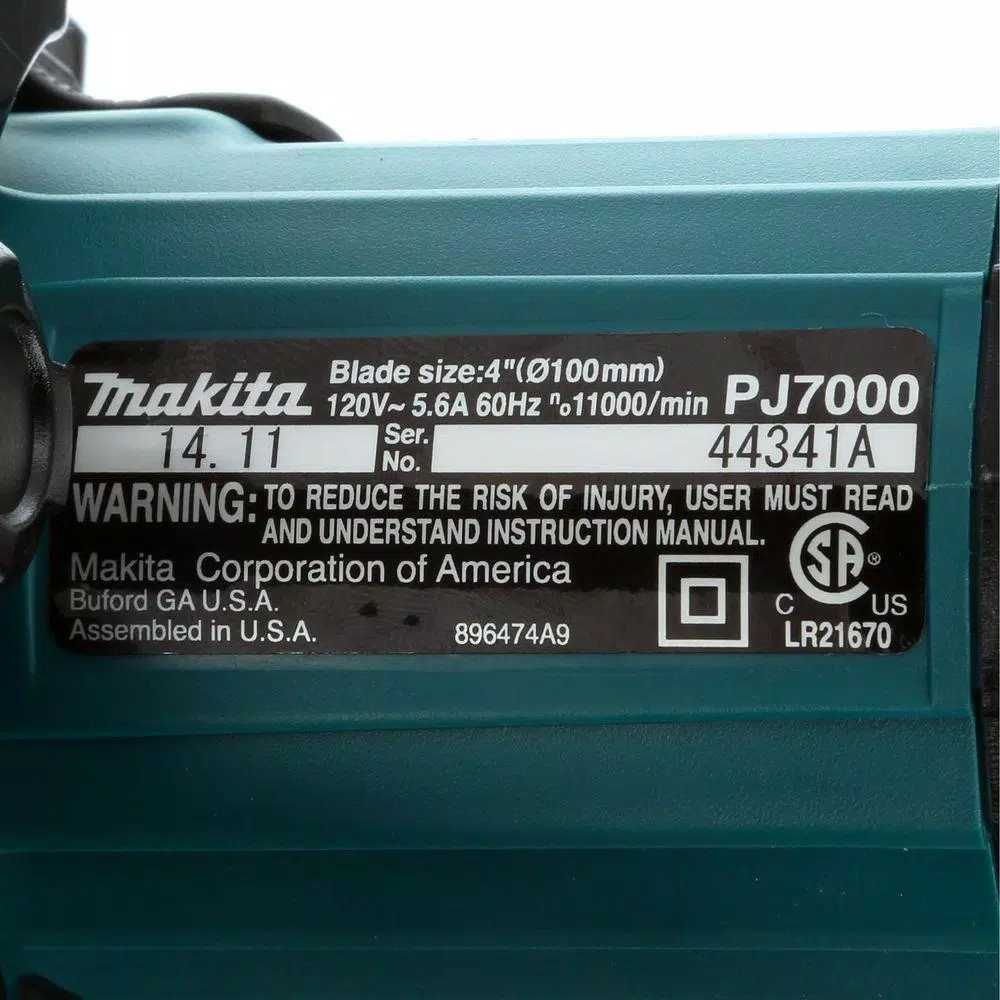 makita Blade size:4"(Ø100mm)
120V~ 5.6A 60Hz n₀11000/min PJ7000
14. 11 Ser. No. 44341A
WARNING: TO REDUCE THE RISK OF INJURY, USER MUST READ
AND UNDERSTAND INSTRUCTION MANUAL.
Makita Corporation of America
Buford GA U.S.A.
Assembled in U.S.A. 896474A9
SA®
C US
LR21670